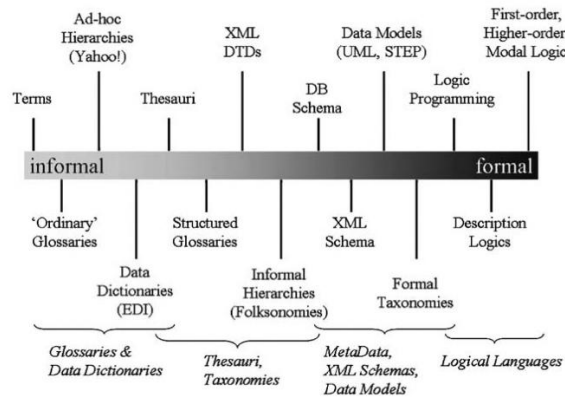 Ad-hoc
Hierarchies
(Yahoo!)
XML
DTDs
Data Models
(UML, STEP)
First-order,
Higher-order,
Modal Logic
Terms
Thesauri
DB
Schema
Logic
Programming
informal
formal
‘Ordinary’
Glossaries
Structured
Glossaries
XML
Schema
Description
Logics
Data
Dictionaries
(EDI)
Informal
Hierarchies
(Folksonomies)
Formal
Taxonomies
Glossaries &
Data Dictionaries
Thesauri,
Taxonomies
MetaData,
XML Schemas,
Data Models
Logical Languages